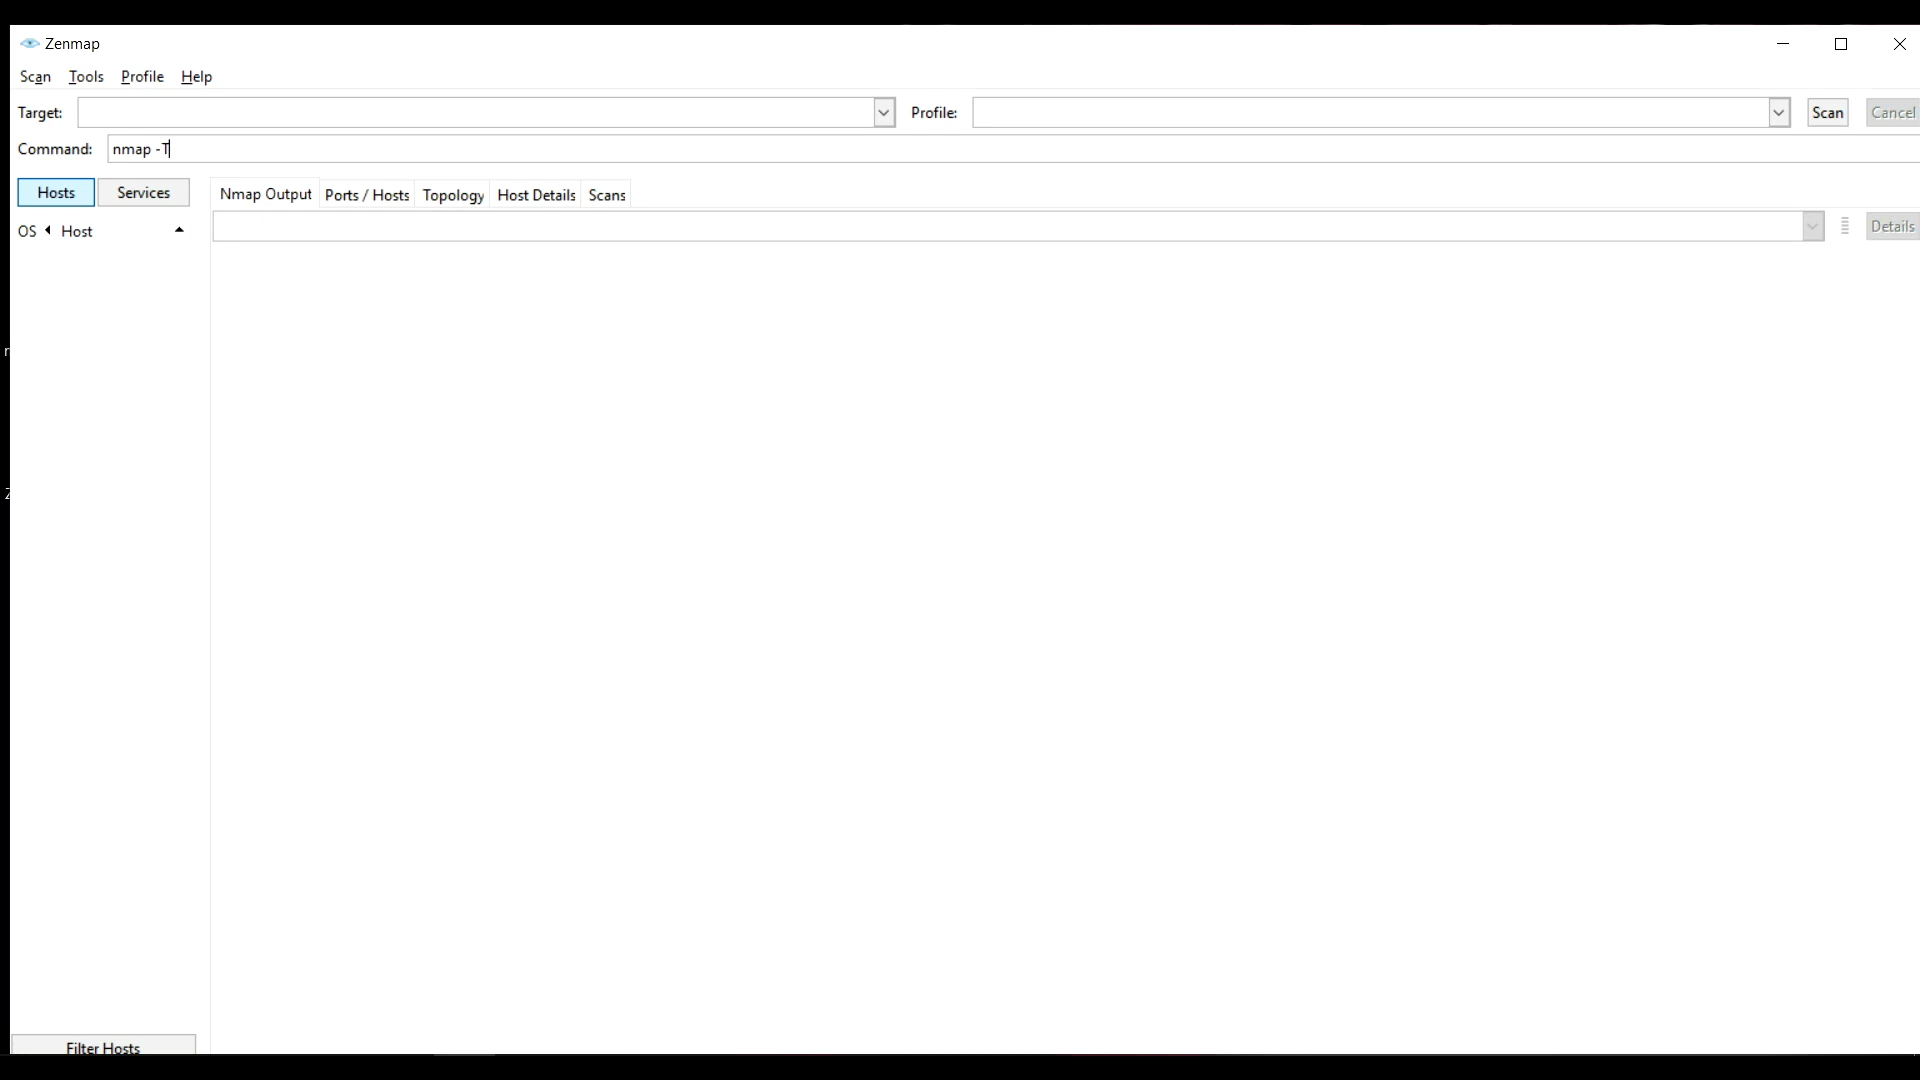 Zenmap
Scan Tools Profile Help
Target: Profile: Scan Cancel
Command: nmap -T
Hosts Services Nmap Output Ports / Hosts Topology Host Details Scans
OS Host Details
Filter Hosts